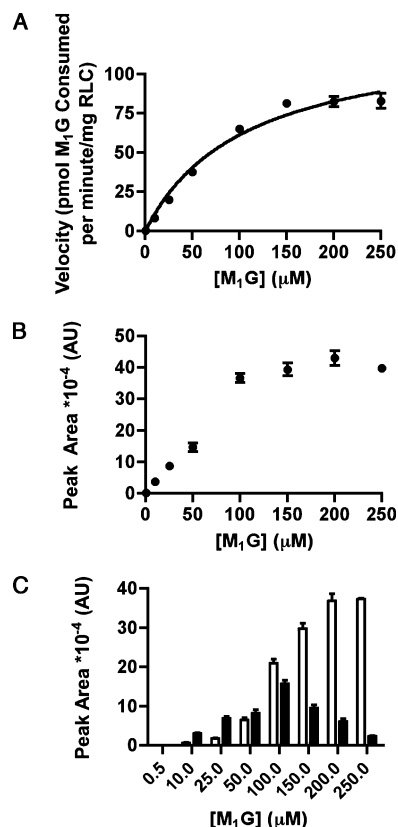 A
Velocity (pmol M₁G Consumed
per minute/mg RLC)
100
75
50
25
0
0 50 100 150 200 250
[M₁G] (μM)
B
Peak Area *10⁻⁴ (AU)
50
40
30
20
10
0
0 50 100 150 200 250
[M₁G] (μM)
C
Peak Area *10⁻⁴ (AU)
40
30
20
10
0
0.5 10.0 25.0 50.0 100.0 150.0 200.0 250.0
[M₁G] (μM)